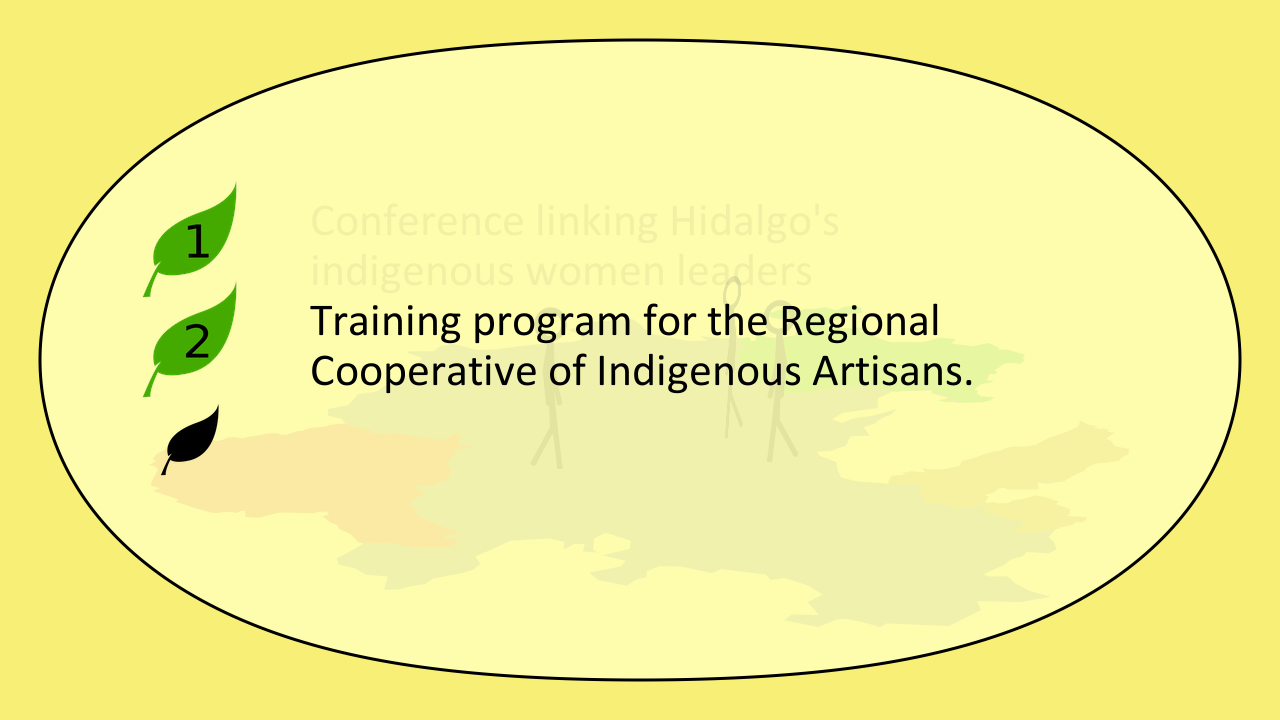 1
Conference linking Hidalgo's
indigenous women leaders
2
Training program for the Regional
Cooperative of Indigenous Artisans.